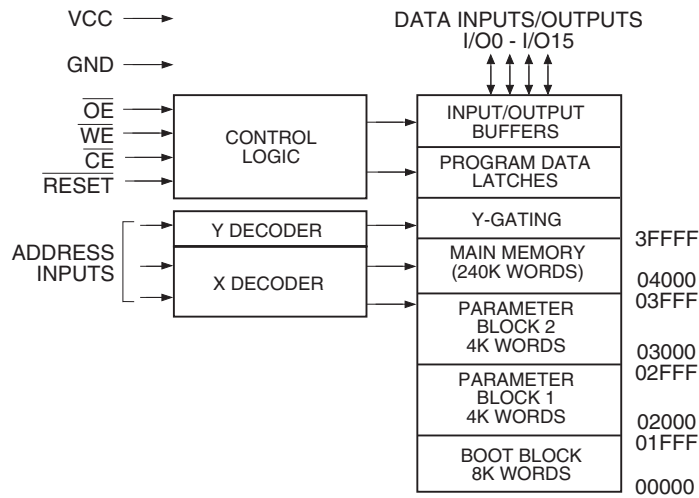 VCC
GND
OE
WE
CE
RESET
ADDRESS
INPUTS
CONTROL
LOGIC
Y DECODER
X DECODER
DATA INPUTS/OUTPUTS
I/O0 - I/O15
INPUT/OUTPUT
BUFFERS
PROGRAM DATA
LATCHES
Y-GATING
MAIN MEMORY
(240K WORDS)
PARAMETER
BLOCK 2
4K WORDS
PARAMETER
BLOCK 1
4K WORDS
BOOT BLOCK
8K WORDS
3FFFF
04000
03FFF
03000
02FFF
02000
01FFF
00000